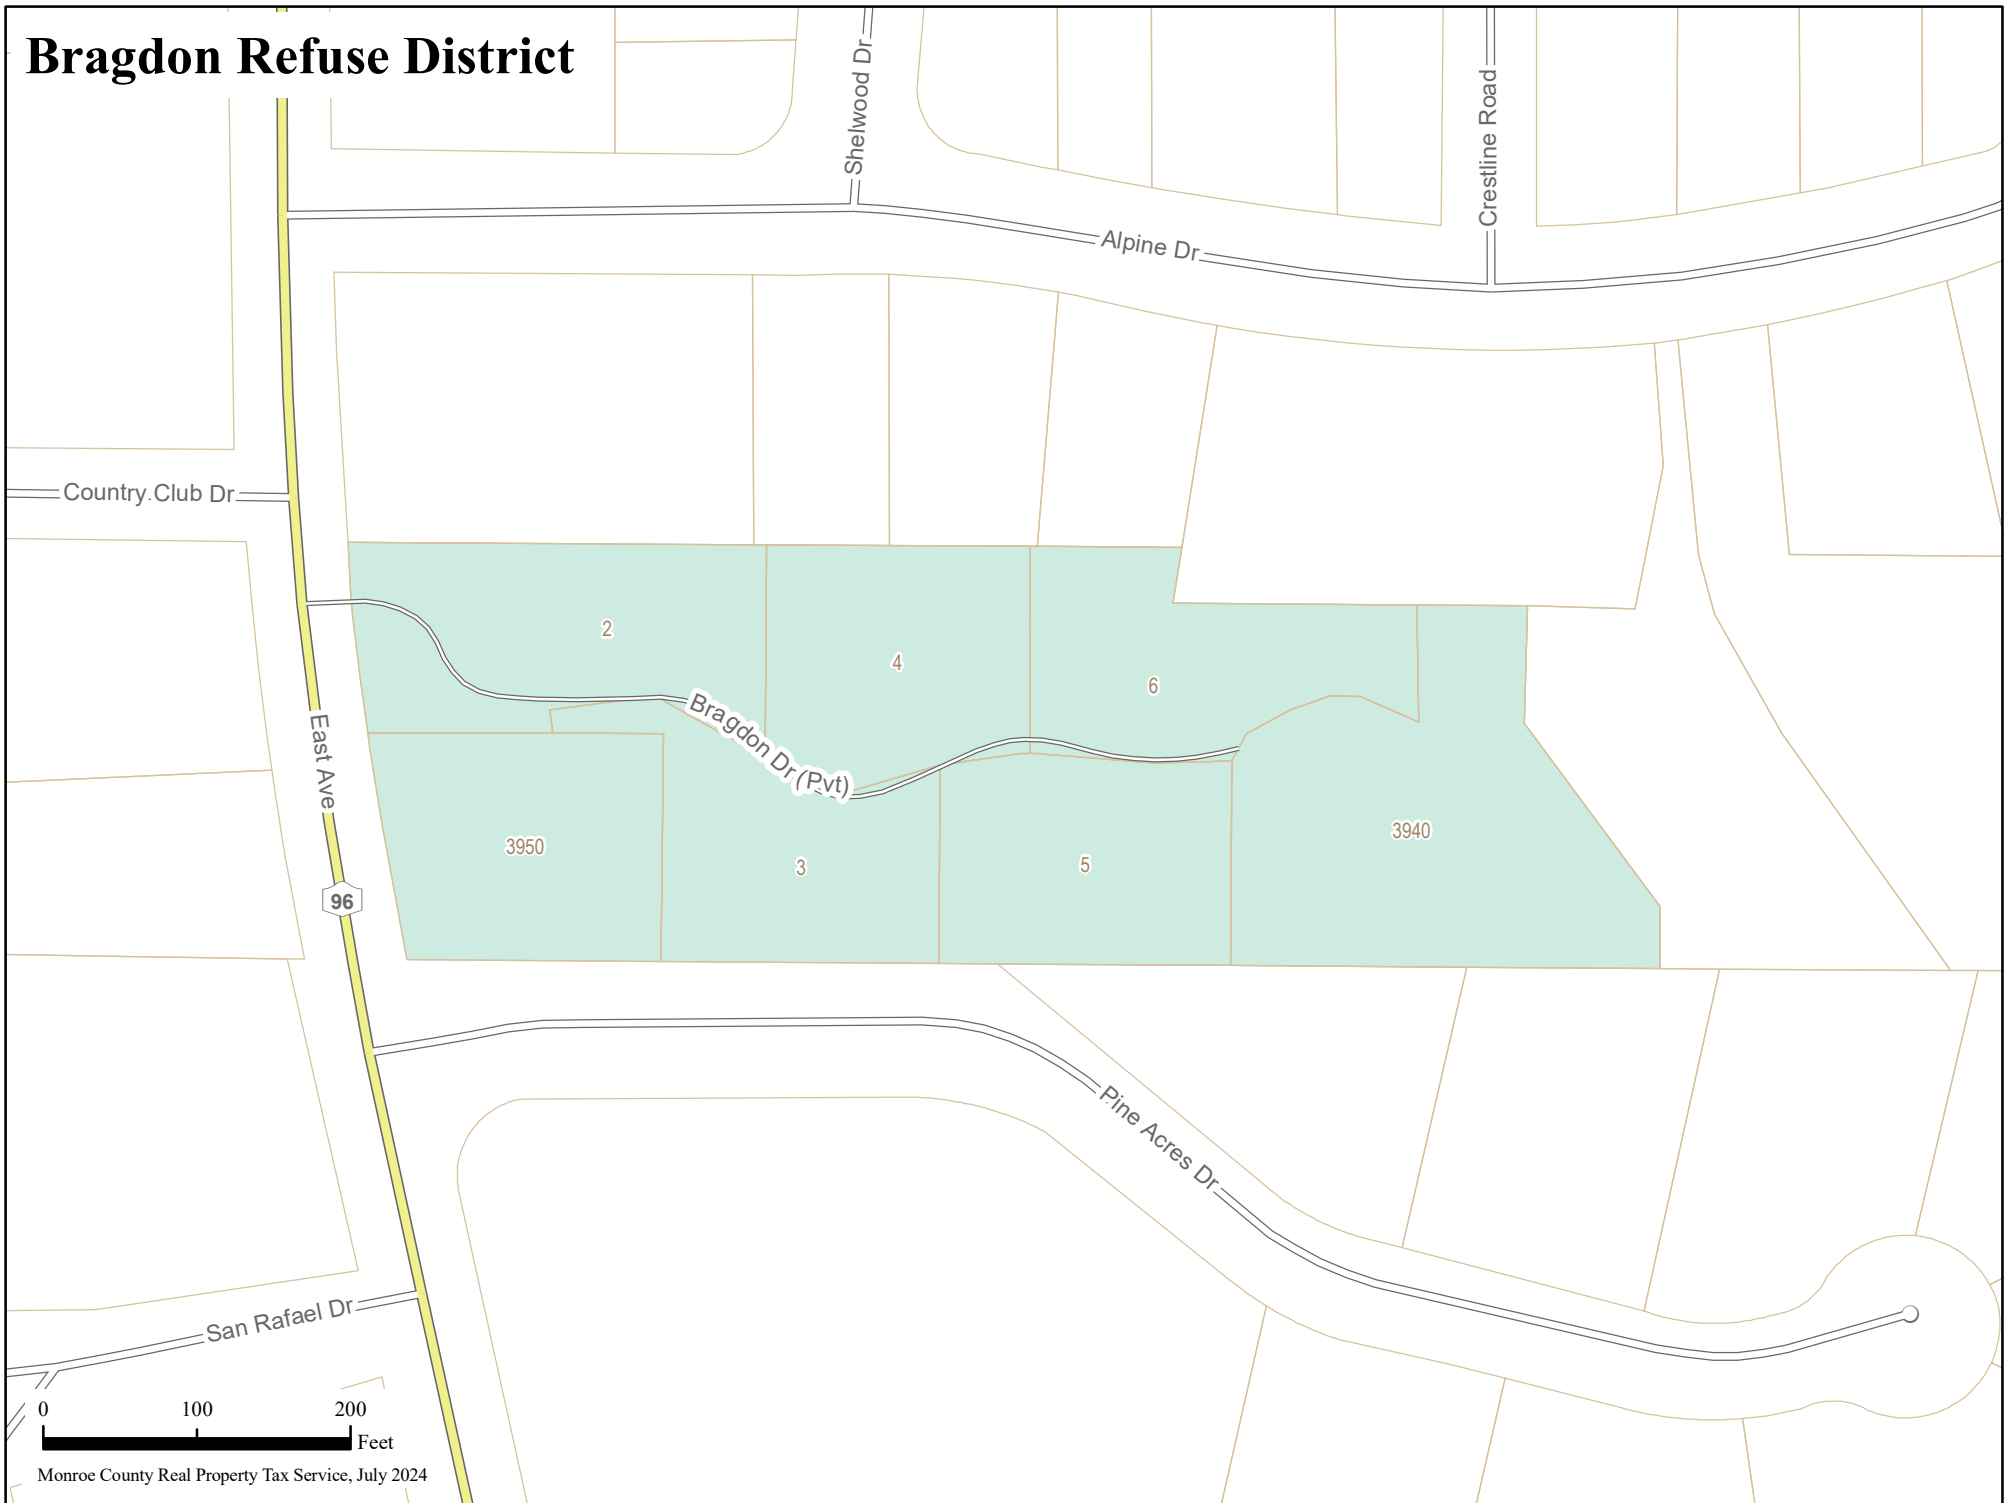 Bragdon Refuse District
Shelwood Dr
Crestline Road
Alpine Dr
Country Club Dr
2
4
6
Bragdon Dr (Pvt)
East Ave
3950
3
5
3940
96
Pine Acres Dr
San Rafael Dr
0 100 200
Feet
Monroe County Real Property Tax Service, July 2024